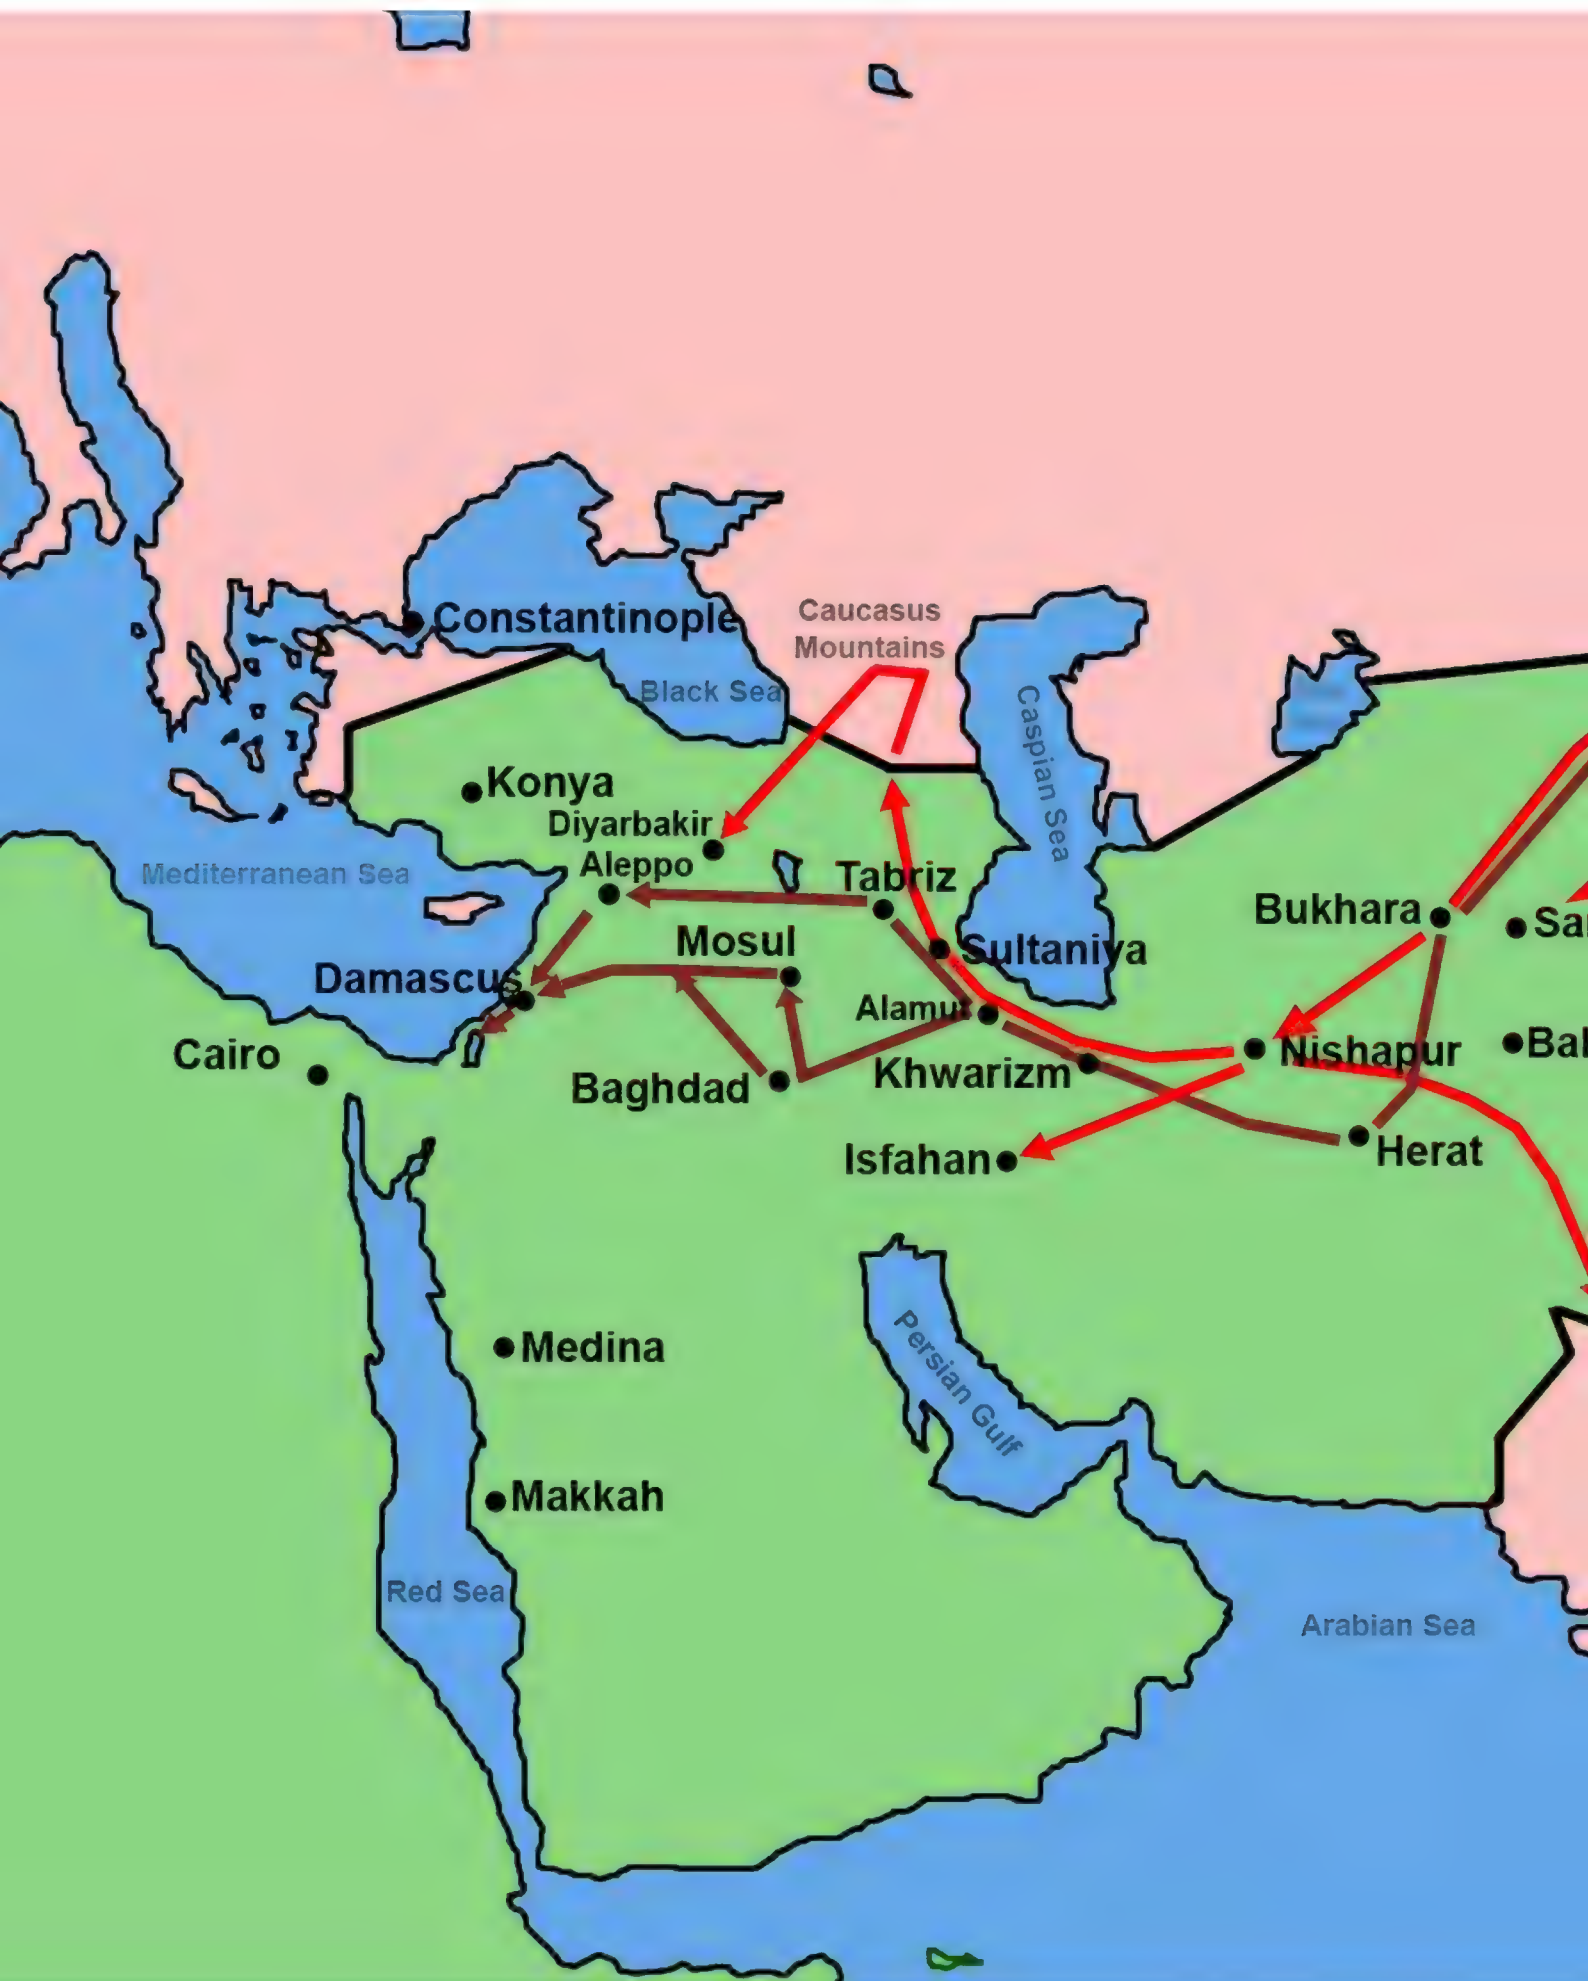 Constantinople
Caucasus
Mountains
Black Sea
Caspian Sea
Konya
Diyarbakir
Aleppo
Mediterranean Sea
Tabriz
Bukhara
Mosul
Sultaniya
Damascus
Alamut
Cairo
Nishapur
Khwarizm
Baghdad
Isfahan
Herat
Medina
Persian Gulf
Makkah
Red Sea
Arabian Sea